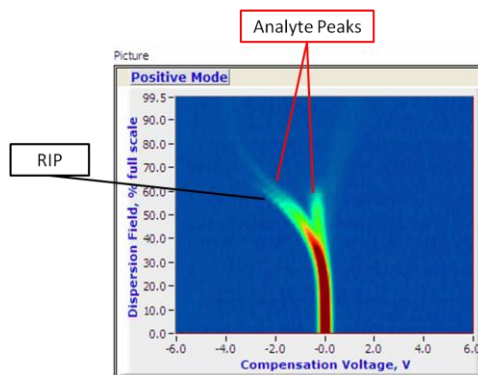 Analyte Peaks
Picture
Positive Mode
RIP
Dispersion Field, % full scale
99.5
90.0
80.0
70.0
60.0
50.0
40.0
30.0
20.0
10.0
0.0
-6.0 -4.0 -2.0 -0.0 2.0 4.0 6.0
Compensation Voltage, V